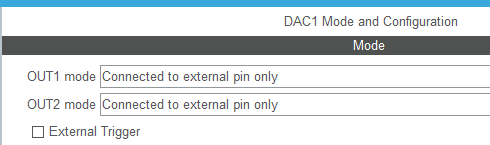 DAC1 Mode and Configuration
Mode
OUT1 mode Connected to external pin only
OUT2 mode Connected to external pin only
External Trigger